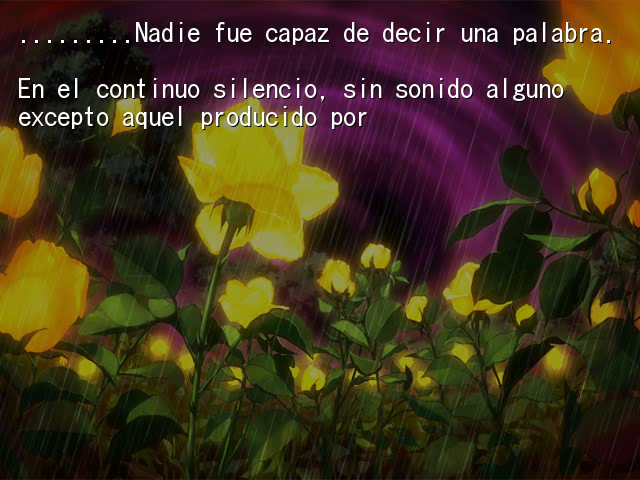 .........Nadie fue capaz de decir una palabra.
En el continuo silencio, sin sonido alguno
excepto aquel producido por